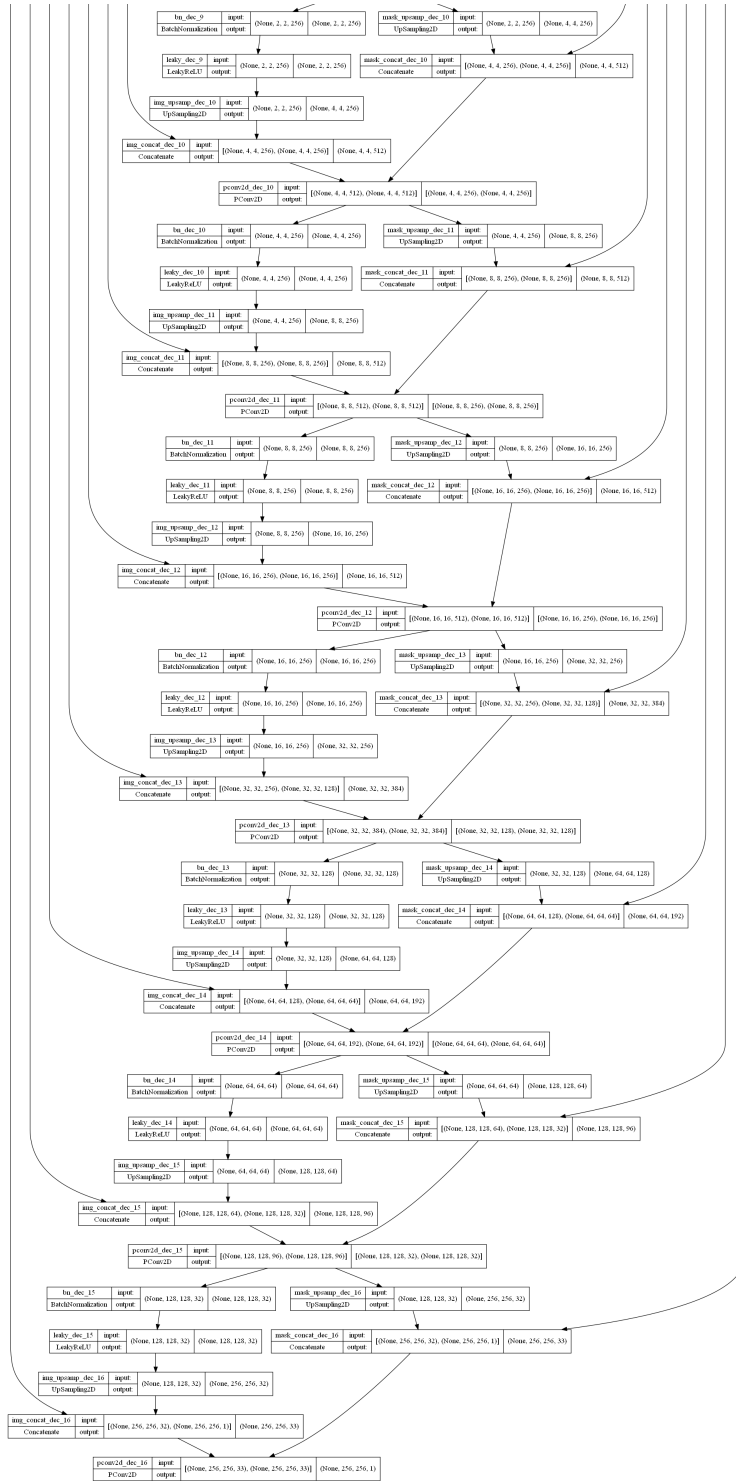 bn_dec_9 input: (None, 2, 2, 256) (None, 2, 2, 256)
BatchNormalization output:
mask_upsamp_dec_10 input: (None, 2, 2, 256) (None, 4, 4, 256)
UpSampling2D output:
leaky_dec_9 input: (None, 2, 2, 256) (None, 2, 2, 256)
LeakyReLU output:
mask_concat_dec_10 input: [(None, 4, 4, 256), (None, 4, 4, 256)] (None, 4, 4, 512)
Concatenate output:
img_upsamp_dec_10 input: (None, 2, 2, 256) (None, 4, 4, 256)
UpSampling2D output:
img_concat_dec_10 input: [(None, 4, 4, 256), (None, 4, 4, 256)] (None, 4, 4, 512)
Concatenate output:
pconv2d_dec_10 input: [(None, 4, 4, 512), (None, 4, 4, 512)] [(None, 4, 4, 256), (None, 4, 4, 256)]
PConv2D output:
bn_dec_10 input: (None, 4, 4, 256) (None, 4, 4, 256)
BatchNormalization output:
mask_upsamp_dec_11 input: (None, 4, 4, 256) (None, 8, 8, 256)
UpSampling2D output:
leaky_dec_10 input: (None, 4, 4, 256) (None, 4, 4, 256)
LeakyReLU output:
mask_concat_dec_11 input: [(None, 8, 8, 256), (None, 8, 8, 256)] (None, 8, 8, 512)
Concatenate output:
img_upsamp_dec_11 input: (None, 4, 4, 256) (None, 8, 8, 256)
UpSampling2D output:
img_concat_dec_11 input: [(None, 8, 8, 256), (None, 8, 8, 256)] (None, 8, 8, 512)
Concatenate output:
pconv2d_dec_11 input: [(None, 8, 8, 512), (None, 8, 8, 512)] [(None, 8, 8, 256), (None, 8, 8, 256)]
PConv2D output:
bn_dec_11 input: (None, 8, 8, 256) (None, 8, 8, 256)
BatchNormalization output:
mask_upsamp_dec_12 input: (None, 8, 8, 256) (None, 16, 16, 256)
UpSampling2D output:
leaky_dec_11 input: (None, 8, 8, 256) (None, 8, 8, 256)
LeakyReLU output:
mask_concat_dec_12 input: [(None, 16, 16, 256), (None, 16, 16, 256)] (None, 16, 16, 512)
Concatenate output:
img_upsamp_dec_12 input: (None, 8, 8, 256) (None, 16, 16, 256)
UpSampling2D output:
img_concat_dec_12 input: [(None, 16, 16, 256), (None, 16, 16, 256)] (None, 16, 16, 512)
Concatenate output:
pconv2d_dec_12 input: [(None, 16, 16, 512), (None, 16, 16, 512)] [(None, 16, 16, 256), (None, 16, 16, 256)]
PConv2D output:
bn_dec_12 input: (None, 16, 16, 256) (None, 16, 16, 256)
BatchNormalization output:
mask_upsamp_dec_13 input: (None, 16, 16, 256) (None, 32, 32, 256)
UpSampling2D output:
leaky_dec_12 input: (None, 16, 16, 256) (None, 16, 16, 256)
LeakyReLU output:
mask_concat_dec_13 input: [(None, 32, 32, 256), (None, 32, 32, 128)] (None, 32, 32, 384)
Concatenate output:
img_upsamp_dec_13 input: (None, 16, 16, 256) (None, 32, 32, 256)
UpSampling2D output:
img_concat_dec_13 input: [(None, 32, 32, 256), (None, 32, 32, 128)] (None, 32, 32, 384)
Concatenate output:
pconv2d_dec_13 input: [(None, 32, 32, 384), (None, 32, 32, 384)] [(None, 32, 32, 128), (None, 32, 32, 128)]
PConv2D output:
bn_dec_13 input: (None, 32, 32, 128) (None, 32, 32, 128)
BatchNormalization output:
mask_upsamp_dec_14 input: (None, 32, 32, 128) (None, 64, 64, 128)
UpSampling2D output:
leaky_dec_13 input: (None, 32, 32, 128) (None, 32, 32, 128)
LeakyReLU output:
mask_concat_dec_14 input: [(None, 64, 64, 128), (None, 64, 64, 64)] (None, 64, 64, 192)
Concatenate output:
img_upsamp_dec_14 input: (None, 32, 32, 128) (None, 64, 64, 128)
UpSampling2D output:
img_concat_dec_14 input: [(None, 64, 64, 128), (None, 64, 64, 64)] (None, 64, 64, 192)
Concatenate output:
pconv2d_dec_14 input: [(None, 64, 64, 192), (None, 64, 64, 192)] [(None, 64, 64, 64), (None, 64, 64, 64)]
PConv2D output:
bn_dec_14 input: (None, 64, 64, 64) (None, 64, 64, 64)
BatchNormalization output:
mask_upsamp_dec_15 input: (None, 64, 64, 64) (None, 128, 128, 64)
UpSampling2D output:
leaky_dec_14 input: (None, 64, 64, 64) (None, 64, 64, 64)
LeakyReLU output:
mask_concat_dec_15 input: [(None, 128, 128, 64), (None, 128, 128, 32)] (None, 128, 128, 96)
Concatenate output:
img_upsamp_dec_15 input: (None, 64, 64, 64) (None, 128, 128, 64)
UpSampling2D output:
img_concat_dec_15 input: [(None, 128, 128, 64), (None, 128, 128, 32)] (None, 128, 128, 96)
Concatenate output:
pconv2d_dec_15 input: [(None, 128, 128, 96), (None, 128, 128, 96)] [(None, 128, 128, 32), (None, 128, 128, 32)]
PConv2D output:
bn_dec_15 input: (None, 128, 128, 32) (None, 128, 128, 32)
BatchNormalization output:
mask_upsamp_dec_16 input: (None, 128, 128, 32) (None, 256, 256, 32)
UpSampling2D output:
leaky_dec_15 input: (None, 128, 128, 32) (None, 128, 128, 32)
LeakyReLU output:
mask_concat_dec_16 input: [(None, 256, 256, 32), (None, 256, 256, 1)] (None, 256, 256, 33)
Concatenate output:
img_upsamp_dec_16 input: (None, 128, 128, 32) (None, 256, 256, 32)
UpSampling2D output:
img_concat_dec_16 input: [(None, 256, 256, 32), (None, 256, 256, 1)] (None, 256, 256, 33)
Concatenate output:
pconv2d_dec_16 input: [(None, 256, 256, 33), (None, 256, 256, 33)] (None, 256, 256, 1)
PConv2D output: